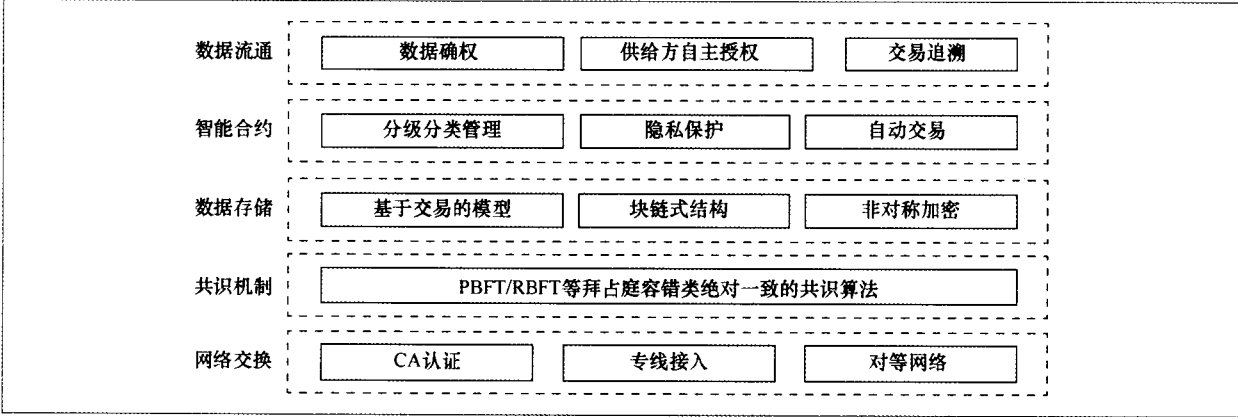 数据流通 数据确权 供给方自主授权 交易追溯
智能合约 分级分类管理 隐私保护 自动交易
数据存储 基于交易的模型 块链式结构 非对称加密
共识机制 PBFT/RBFT等拜占庭容错类绝对一致的共识算法
网络交换 CA认证 专线接入 对等网络